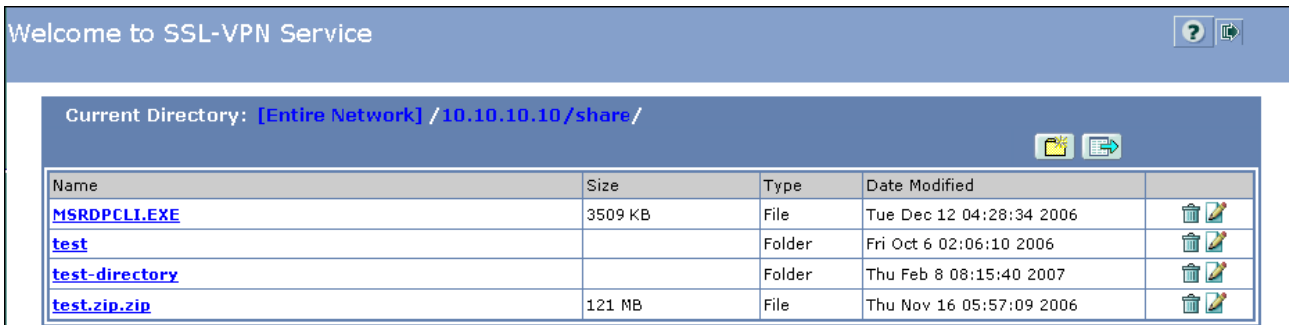 Welcome to SSL-VPN Service
Current Directory: [Entire Network] /10.10.10.10/share/
Name Size Type Date Modified
MSRDPCLI.EXE 3509 KB File Tue Dec 12 04:28:34 2006
test Folder Fri Oct 6 02:06:10 2006
test-directory Folder Thu Feb 8 08:15:40 2007
test.zip.zip 121 MB File Thu Nov 16 05:57:09 2006